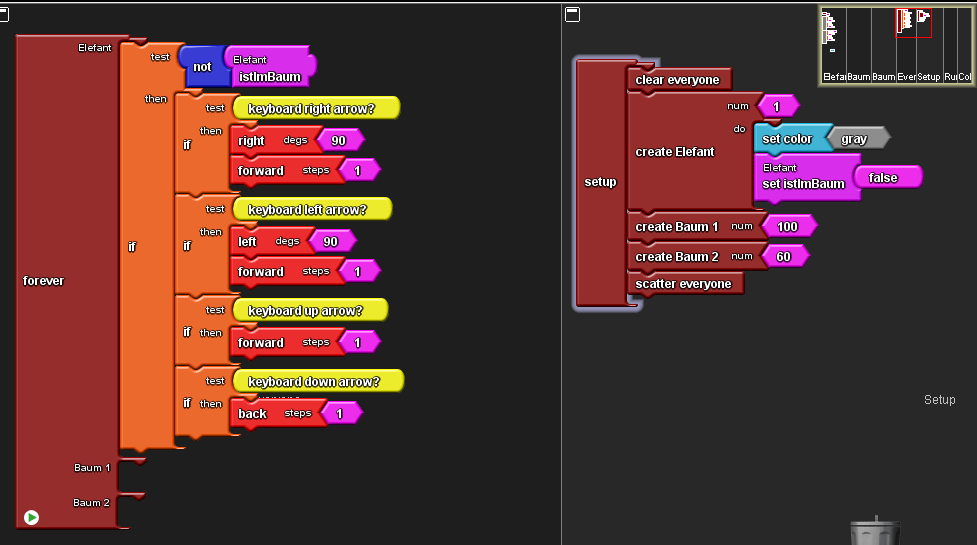 Elefant
test
not
Elefant
istImBaum
then
test
keyboard right arrow?
then
if
right degs 90
forward steps 1
test
keyboard left arrow?
then
if
left degs 90
forward steps 1
if
forever
test
keyboard up arrow?
if then
forward steps 1
test
keyboard down arrow?
if then
back steps 1
Baum 1
Baum 2
setup
clear everyone
num 1
do
create Elefant
set color gray
Elefant
set istImBaum false
create Baum 1 num 100
create Baum 2 num 60
scatter everyone
Setup
Elefa Baum Baum Ever Setup Ru Col